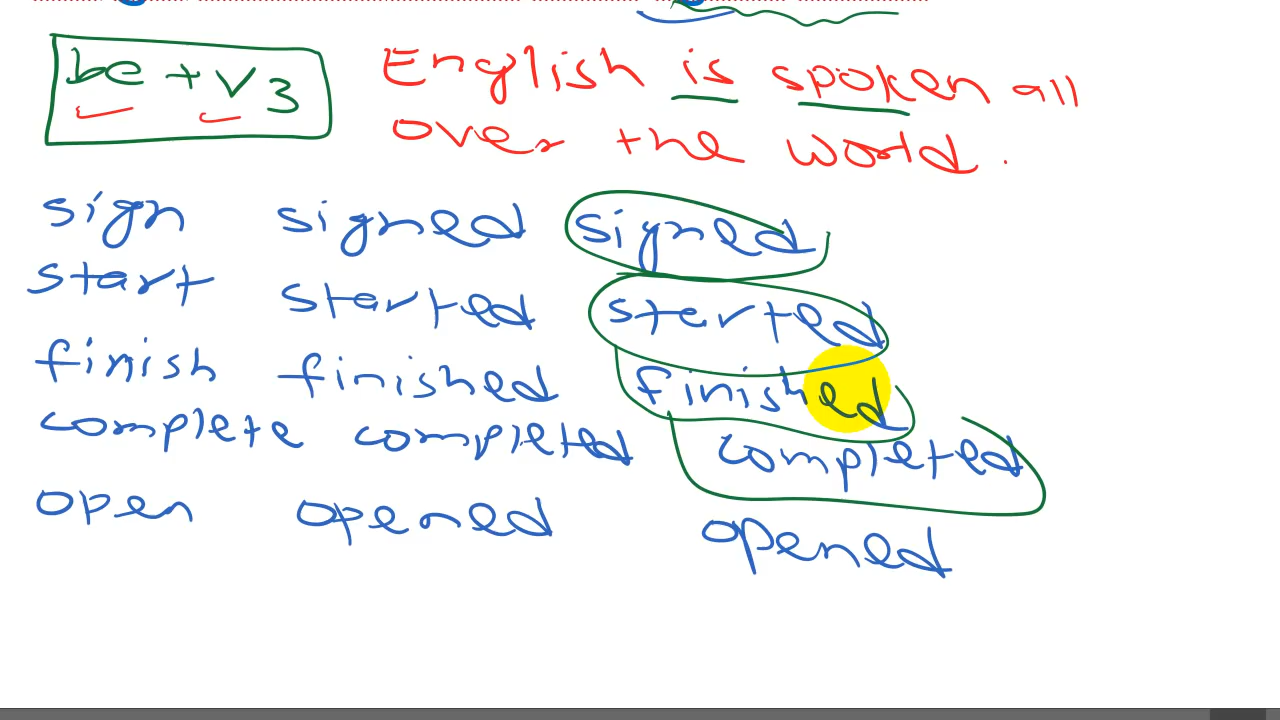 be + v3 English is spoken all
over the world.
sign signed signed
start started started
finish finished finished
complete completed completed
open opened opened